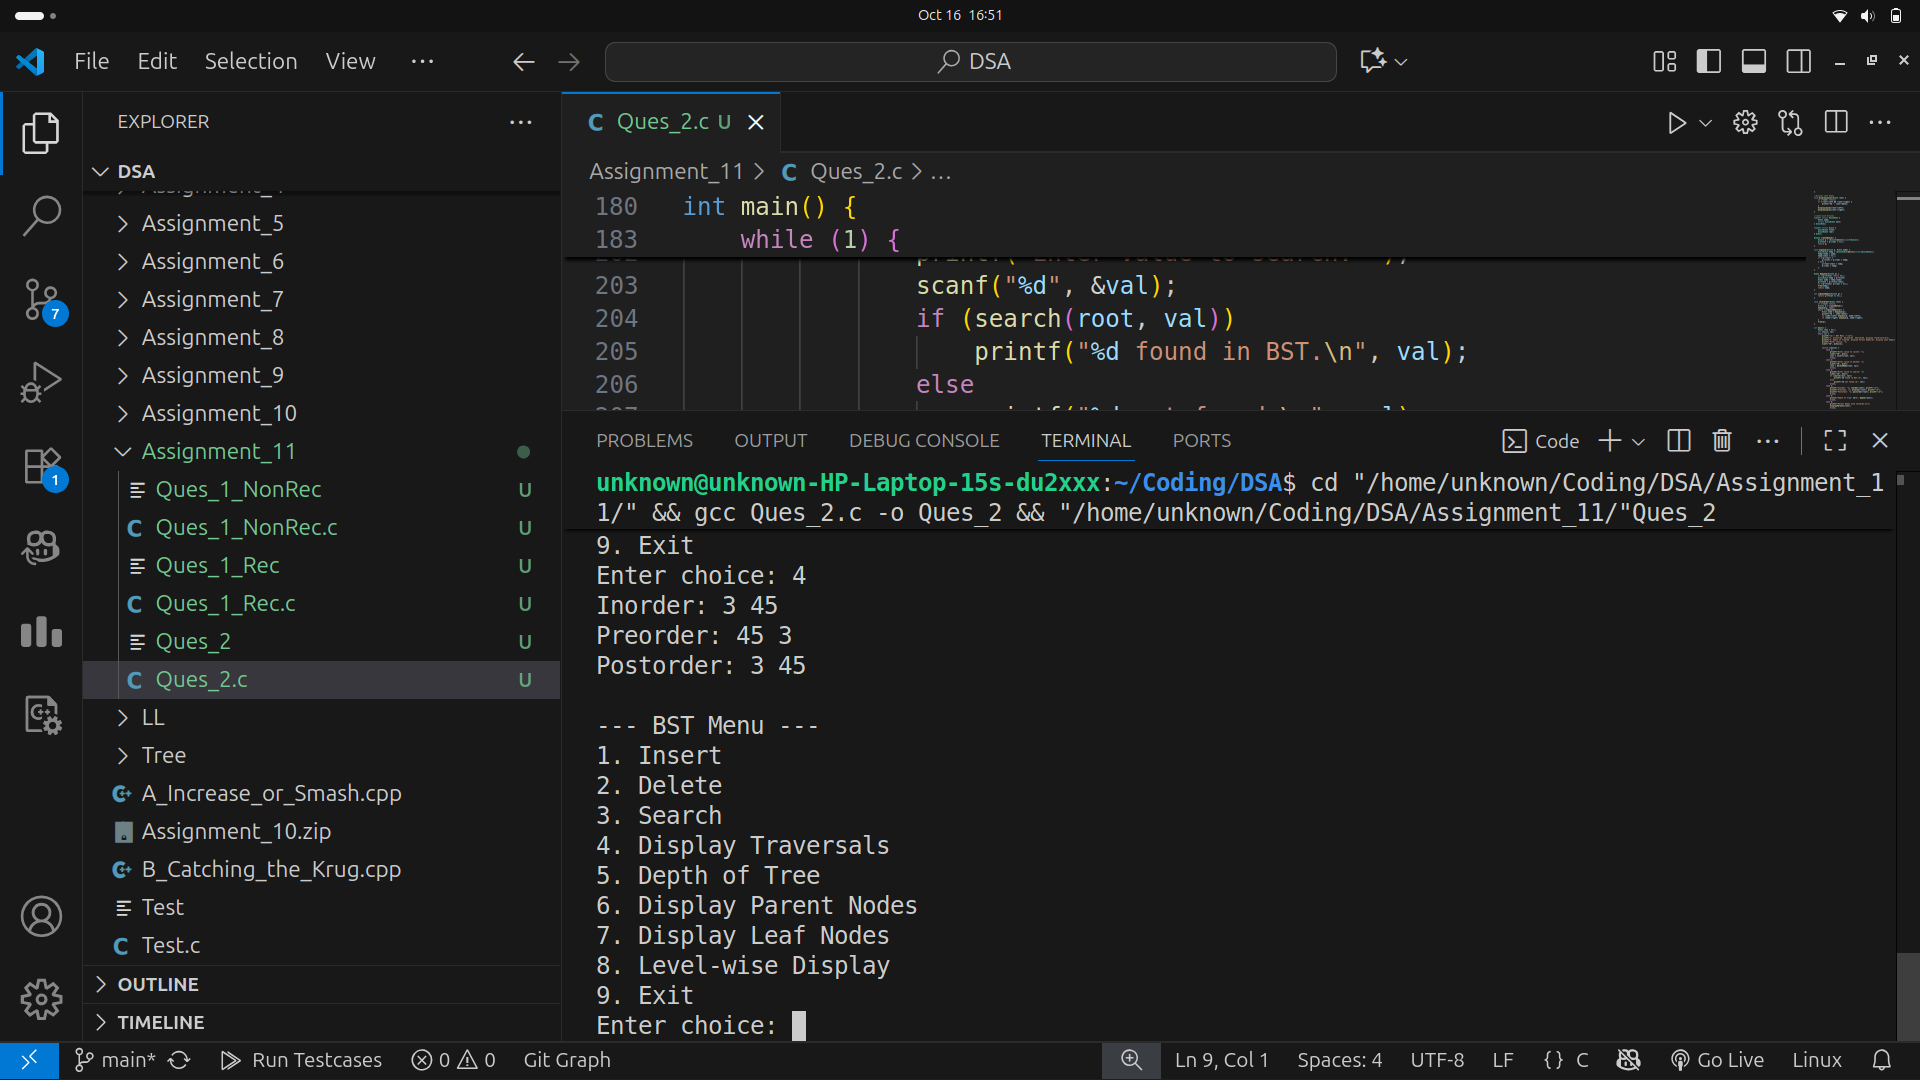 Oct 16 16:51
File Edit Selection View ···
DSA
EXPLORER
DSA
Assignment_5
Assignment_6
Assignment_7
Assignment_8
Assignment_9
Assignment_10
Assignment_11
Ques_1_NonRec U
Ques_1_NonRec.c U
Ques_1_Rec U
Ques_1_Rec.c U
Ques_2 U
Ques_2.c U
LL
Tree
A_Increase_or_Smash.cpp
Assignment_10.zip
B_Catching_the_Krug.cpp
Test
Test.c
OUTLINE
TIMELINE
7
1
C Ques_2.c U
Assignment_11 > C Ques_2.c > ...
180 int main() {
183 while (1) {
203 scanf("%d", &val);
204 if (search(root, val))
205 printf("%d found in BST.\n", val);
206 else
PROBLEMS OUTPUT DEBUG CONSOLE TERMINAL PORTS
Code
unknown@unknown-HP-Laptop-15s-du2xxx:~/Coding/DSA$ cd "/home/unknown/Coding/DSA/Assignment_1
1/" && gcc Ques_2.c -o Ques_2 && "/home/unknown/Coding/DSA/Assignment_11/"Ques_2
9. Exit
Enter choice: 4
Inorder: 3 45
Preorder: 45 3
Postorder: 3 45
--- BST Menu ---
1. Insert
2. Delete
3. Search
4. Display Traversals
5. Depth of Tree
6. Display Parent Nodes
7. Display Leaf Nodes
8. Level-wise Display
9. Exit
Enter choice:
main* Run Testcases 0 0 Git Graph Ln 9, Col 1 Spaces: 4 UTF-8 LF {} C Go Live Linux